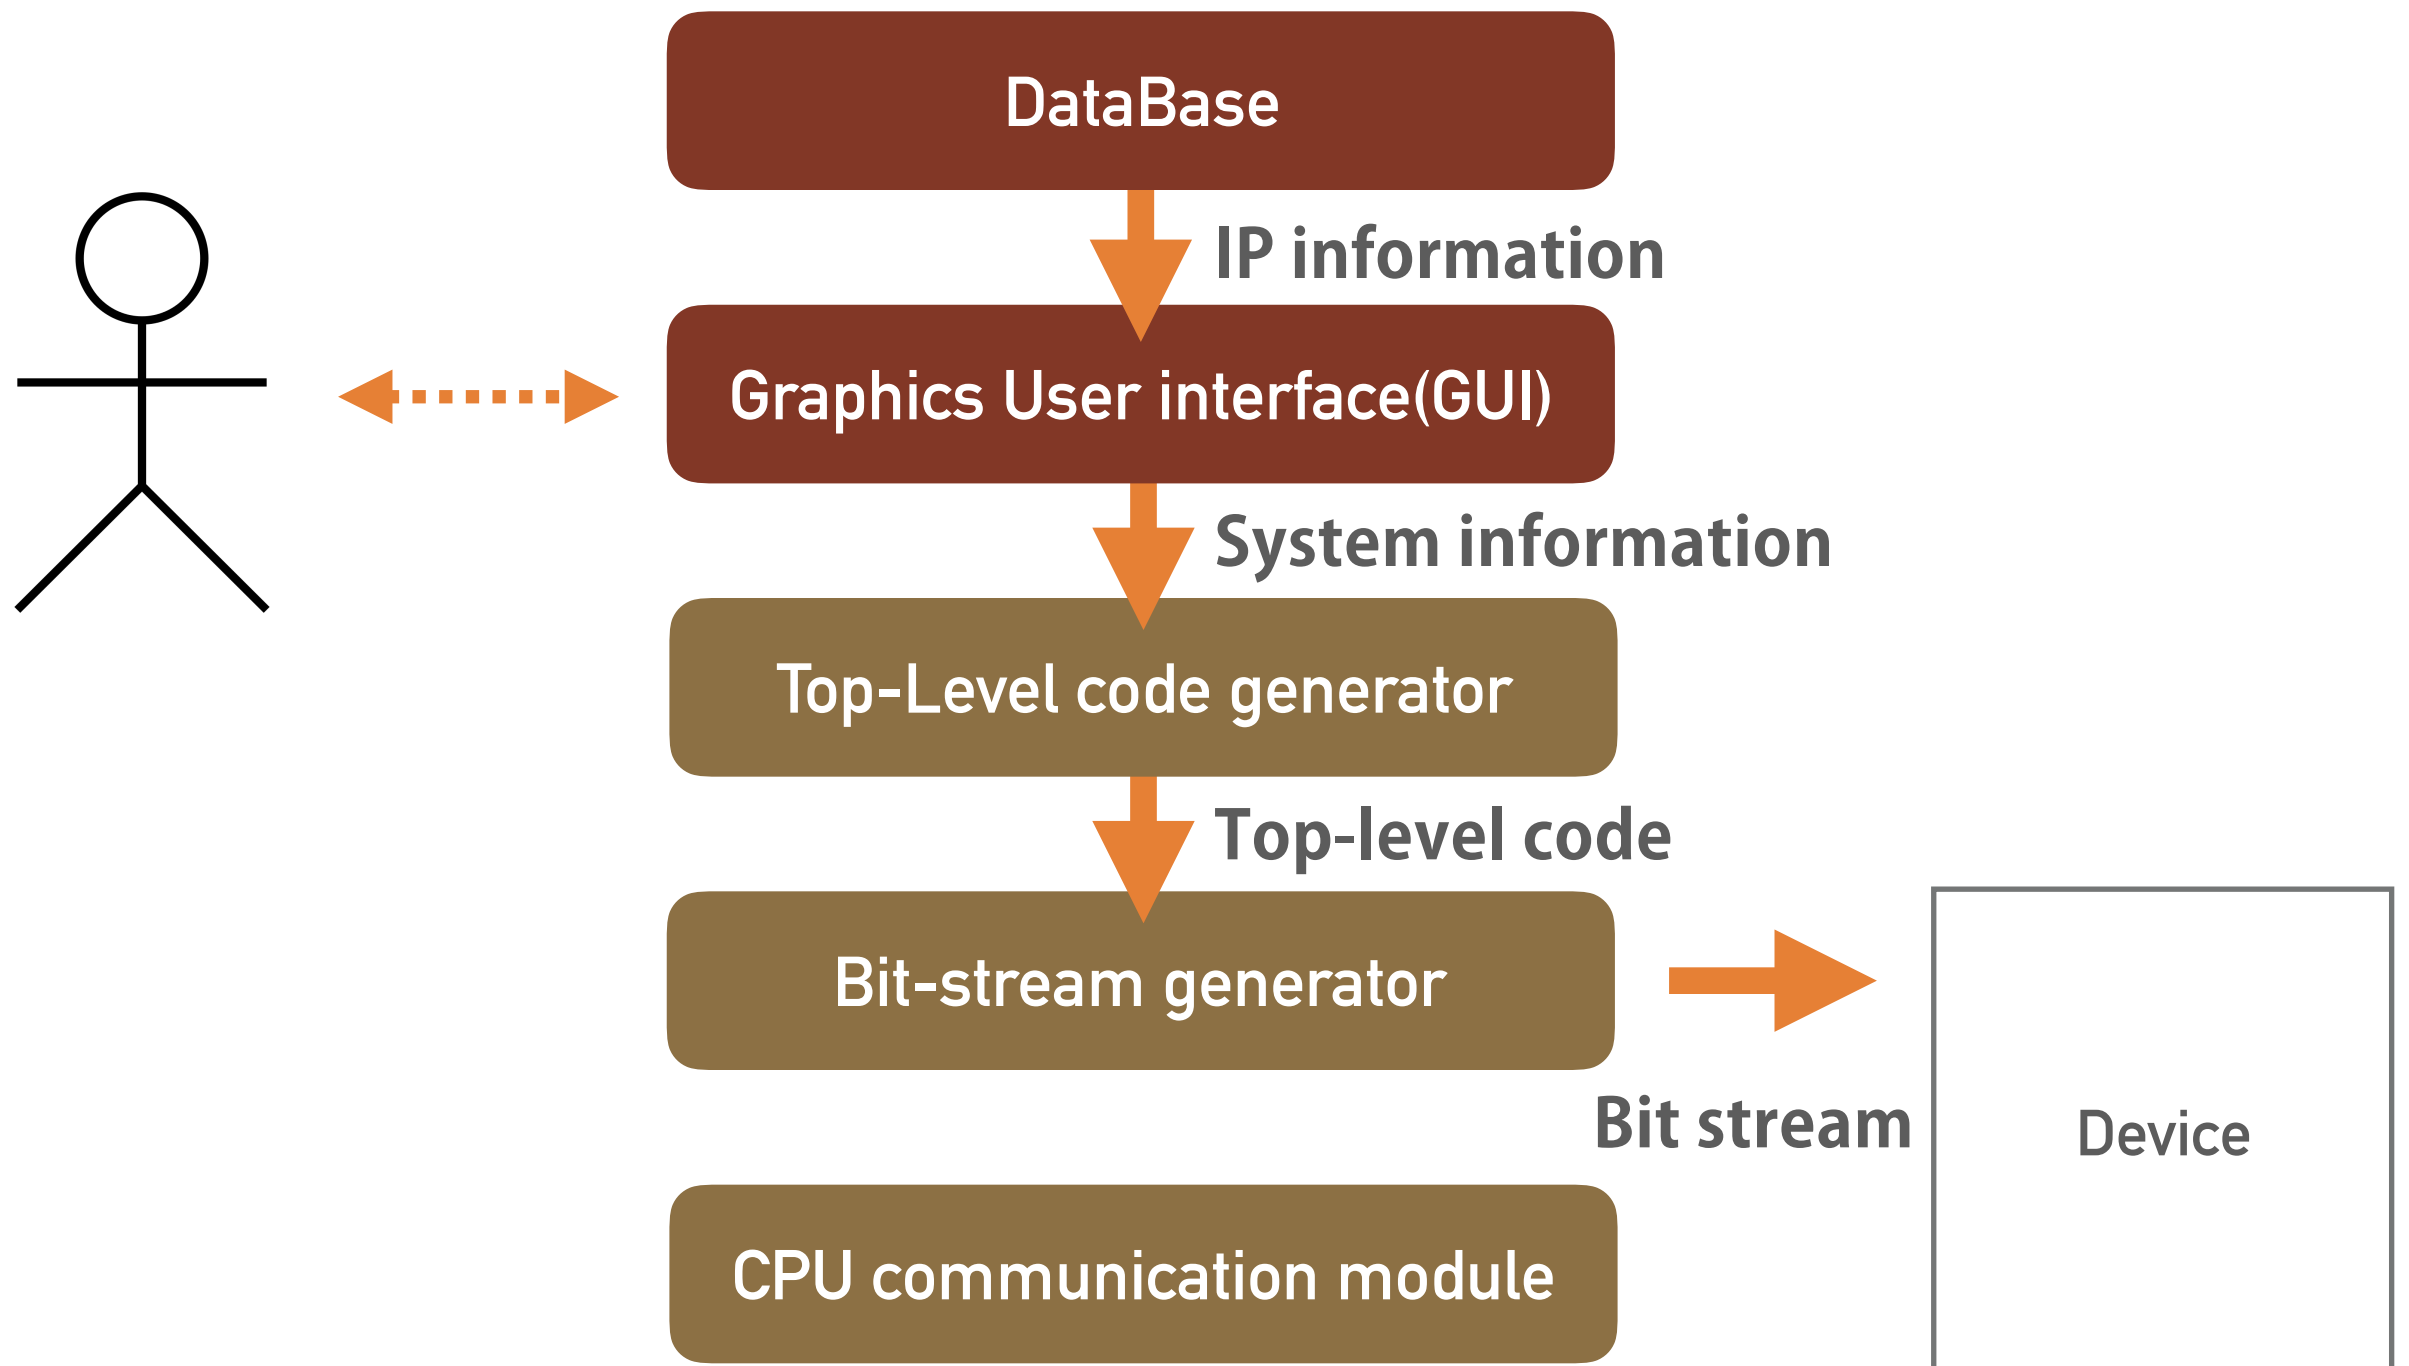 DataBase
IP information
Graphics User interface(GUI)
System information
Top-Level code generator
Top-level code
Bit-stream generator
Bit stream
Device
CPU communication module